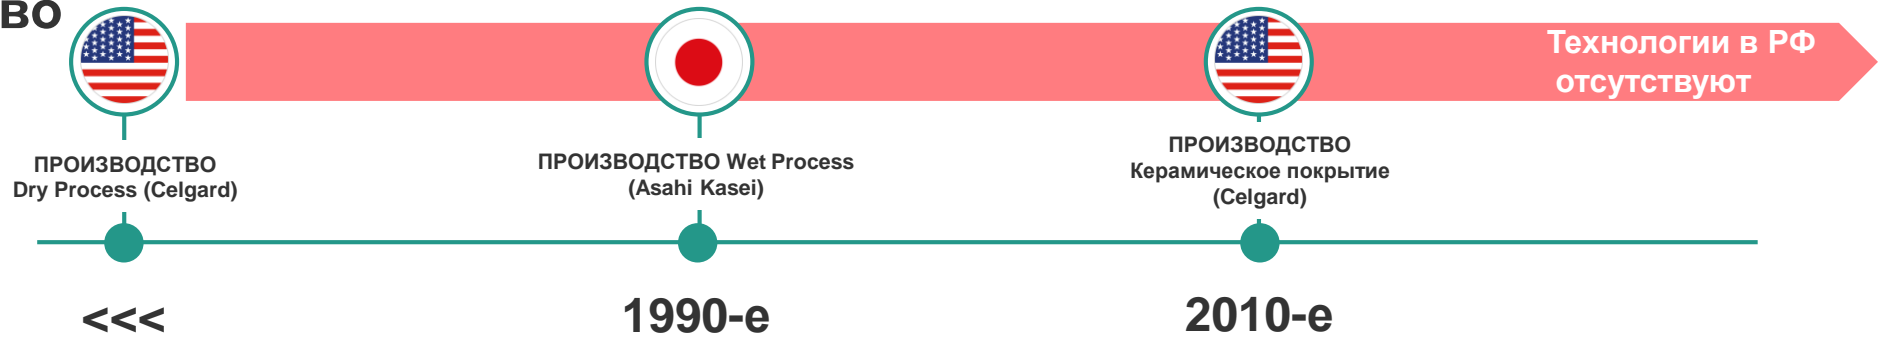 во
Технологии в РФ
отсутствуют
ПРОИЗВОДСТВО
Dry Process (Celgard)
ПРОИЗВОДСТВО Wet Process
(Asahi Kasei)
ПРОИЗВОДСТВО
Керамическое покрытие
(Celgard)
<<<
1990-е
2010-е